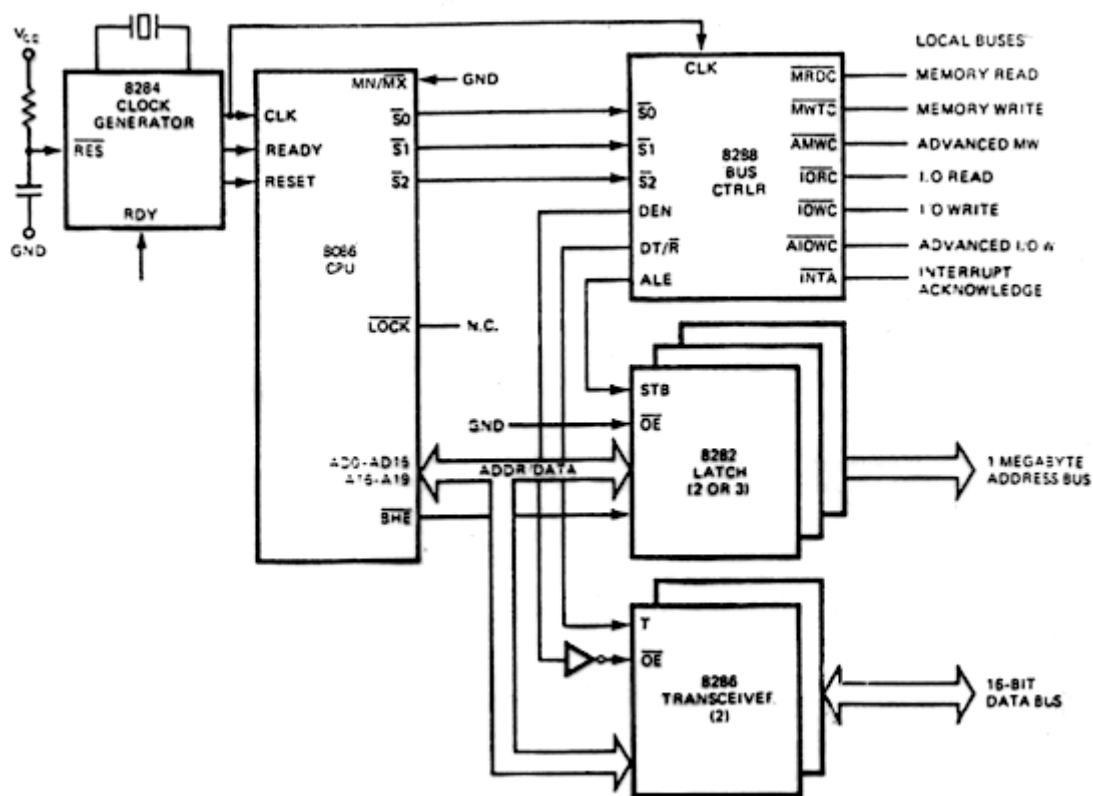 VCC
8284
CLOCK
GENERATOR
RES
RDY
GND
CLK
READY
RESET
MN/MX
GND
S0
S1
S2
8086
CPU
LOCK
N.C.
AD0-AD15
A16-A19
BHE
ADDR/DATA
CLK
S0
S1
S2
DEN
DT/R
ALE
8288
BUS
CTRLR
MRDC
MWTC
AMWC
IORC
IOWC
AIOWC
INTA
LOCAL BUSES
MEMORY READ
MEMORY WRITE
ADVANCED MW
I.O READ
I/O WRITE
ADVANCED I/O W
INTERRUPT
ACKNOWLEDGE
STB
GND
OE
8282
LATCH
(2 OR 3)
1 MEGABYTE
ADDRESS BUS
T
OE
8286
TRANSCEIVER
(2)
16-BIT
DATA BUS